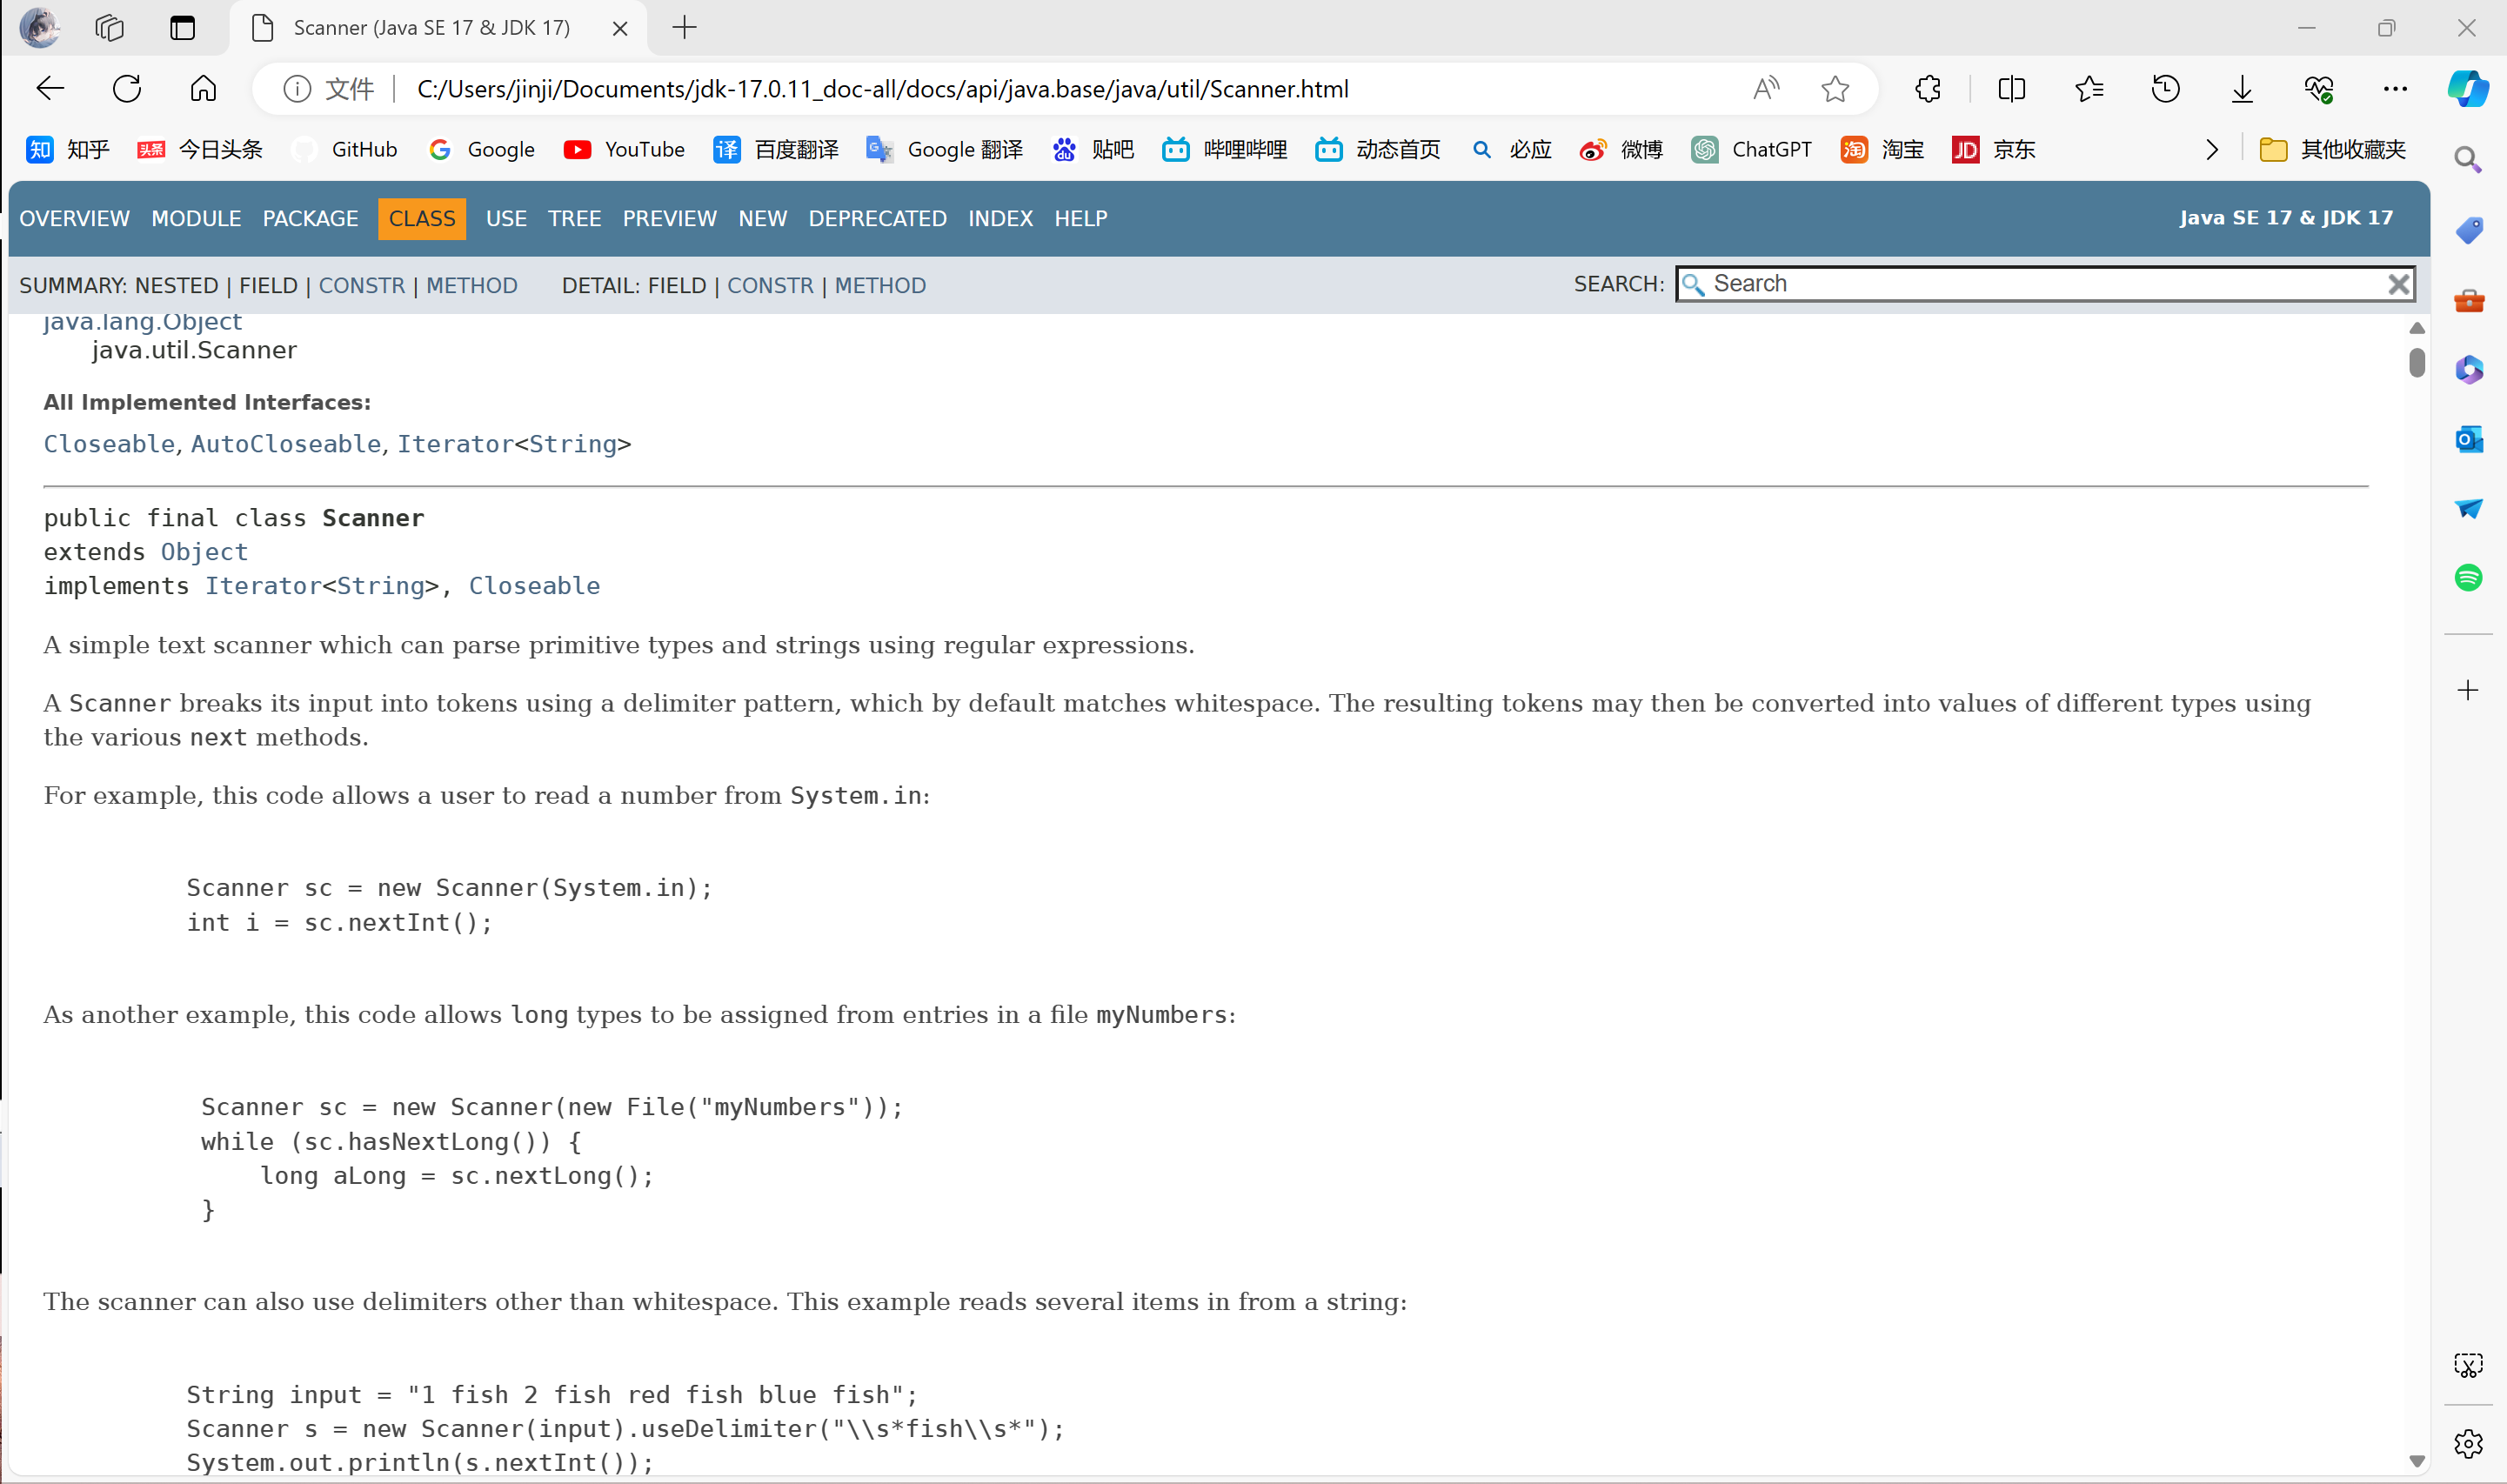 Scanner (Java SE 17 & JDK 17)
文件 C:/Users/jinji/Documents/jdk-17.0.11_doc-all/docs/api/java.base/java/util/Scanner.html
知 知乎 头条 今日头条 GitHub Google YouTube 译 百度翻译 Google 翻译 贴吧 哔哩哔哩 动态首页 必应 微博 ChatGPT 淘 淘宝 JD 京东 其他收藏夹
OVERVIEW MODULE PACKAGE CLASS USE TREE PREVIEW NEW DEPRECATED INDEX HELP Java SE 17 & JDK 17
SUMMARY: NESTED | FIELD | CONSTR | METHOD DETAIL: FIELD | CONSTR | METHOD SEARCH: Search
java.lang.Object
java.util.Scanner
All Implemented Interfaces:
Closeable, AutoCloseable, Iterator<String>
public final class Scanner
extends Object
implements Iterator<String>, Closeable
A simple text scanner which can parse primitive types and strings using regular expressions.
A Scanner breaks its input into tokens using a delimiter pattern, which by default matches whitespace. The resulting tokens may then be converted into values of different types using
the various next methods.
For example, this code allows a user to read a number from System.in:
Scanner sc = new Scanner(System.in);
int i = sc.nextInt();
As another example, this code allows long types to be assigned from entries in a file myNumbers:
Scanner sc = new Scanner(new File("myNumbers"));
while (sc.hasNextLong()) {
long aLong = sc.nextLong();
}
The scanner can also use delimiters other than whitespace. This example reads several items in from a string:
String input = "1 fish 2 fish red fish blue fish";
Scanner s = new Scanner(input).useDelimiter("\\s*fish\\s*");
System.out.println(s.nextInt());